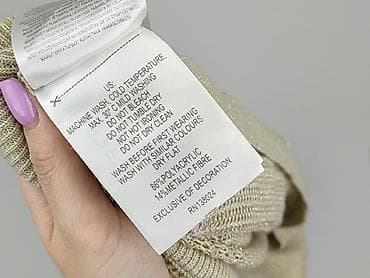 US
MACHINE WASH, COLD TEMPERATURE
MAX. 30° C MILD WASHING
DO NOT BLEACH
DO NOT TUMBLE DRY
DO NOT IRONING
DO NOT DRY CLEAN
WASH BEFORE FIRST WEARING
WASH WITH SIMILAR COLOURS
DRY FLAT
86%POLYACRYLIC
14%METALLIC FIBRE
EXCLUSIVE OF DECORATION
RN138024